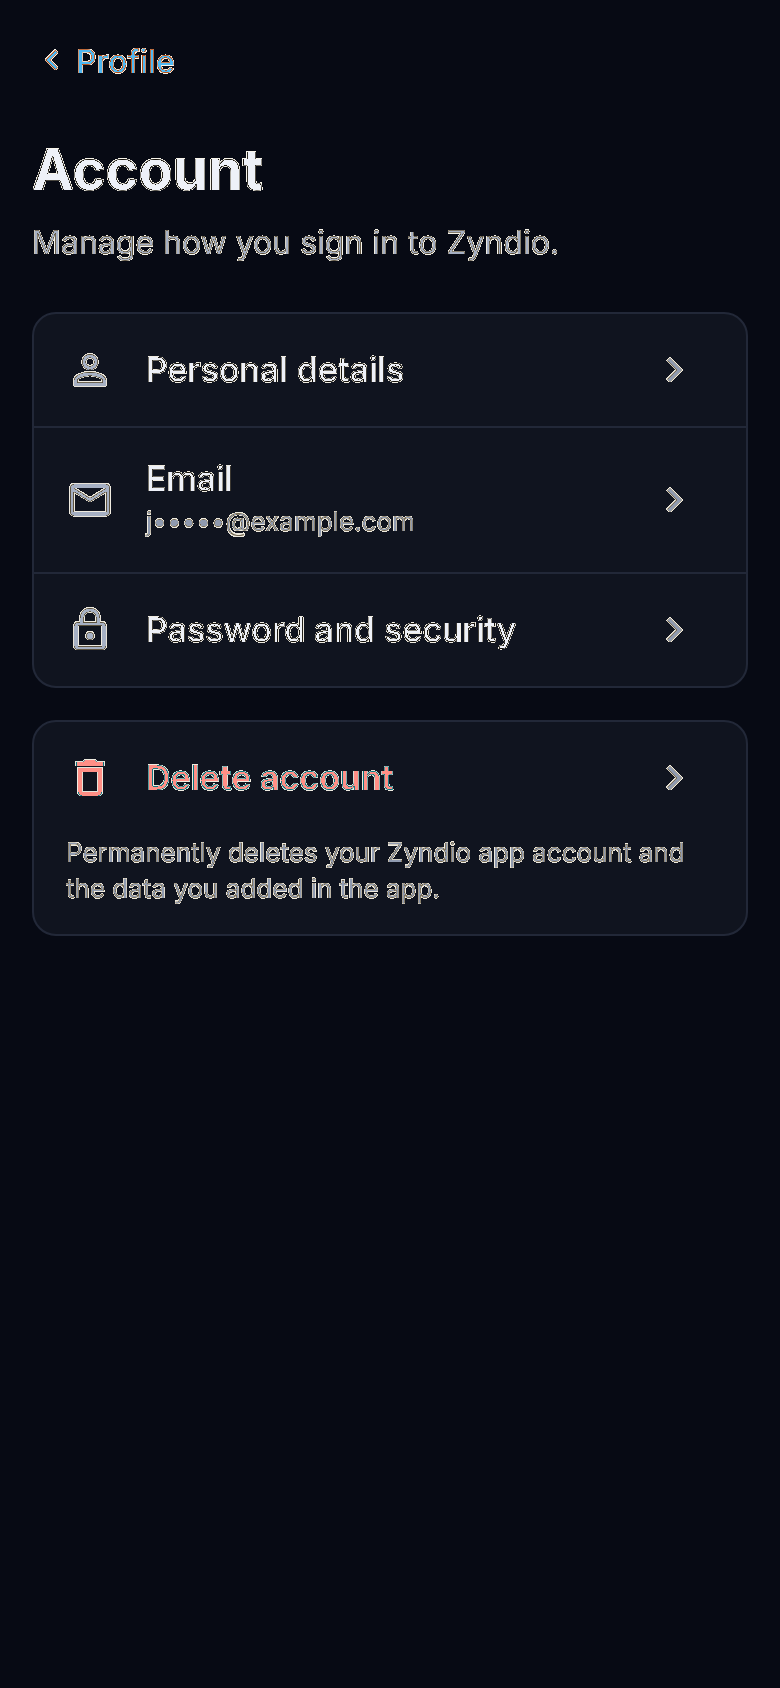 Profile
Account
Manage how you sign in to Zyndio.
Personal details
Email
j•••••@example.com
Password and security
Delete account
Permanently deletes your Zyndio app account and
the data you added in the app.